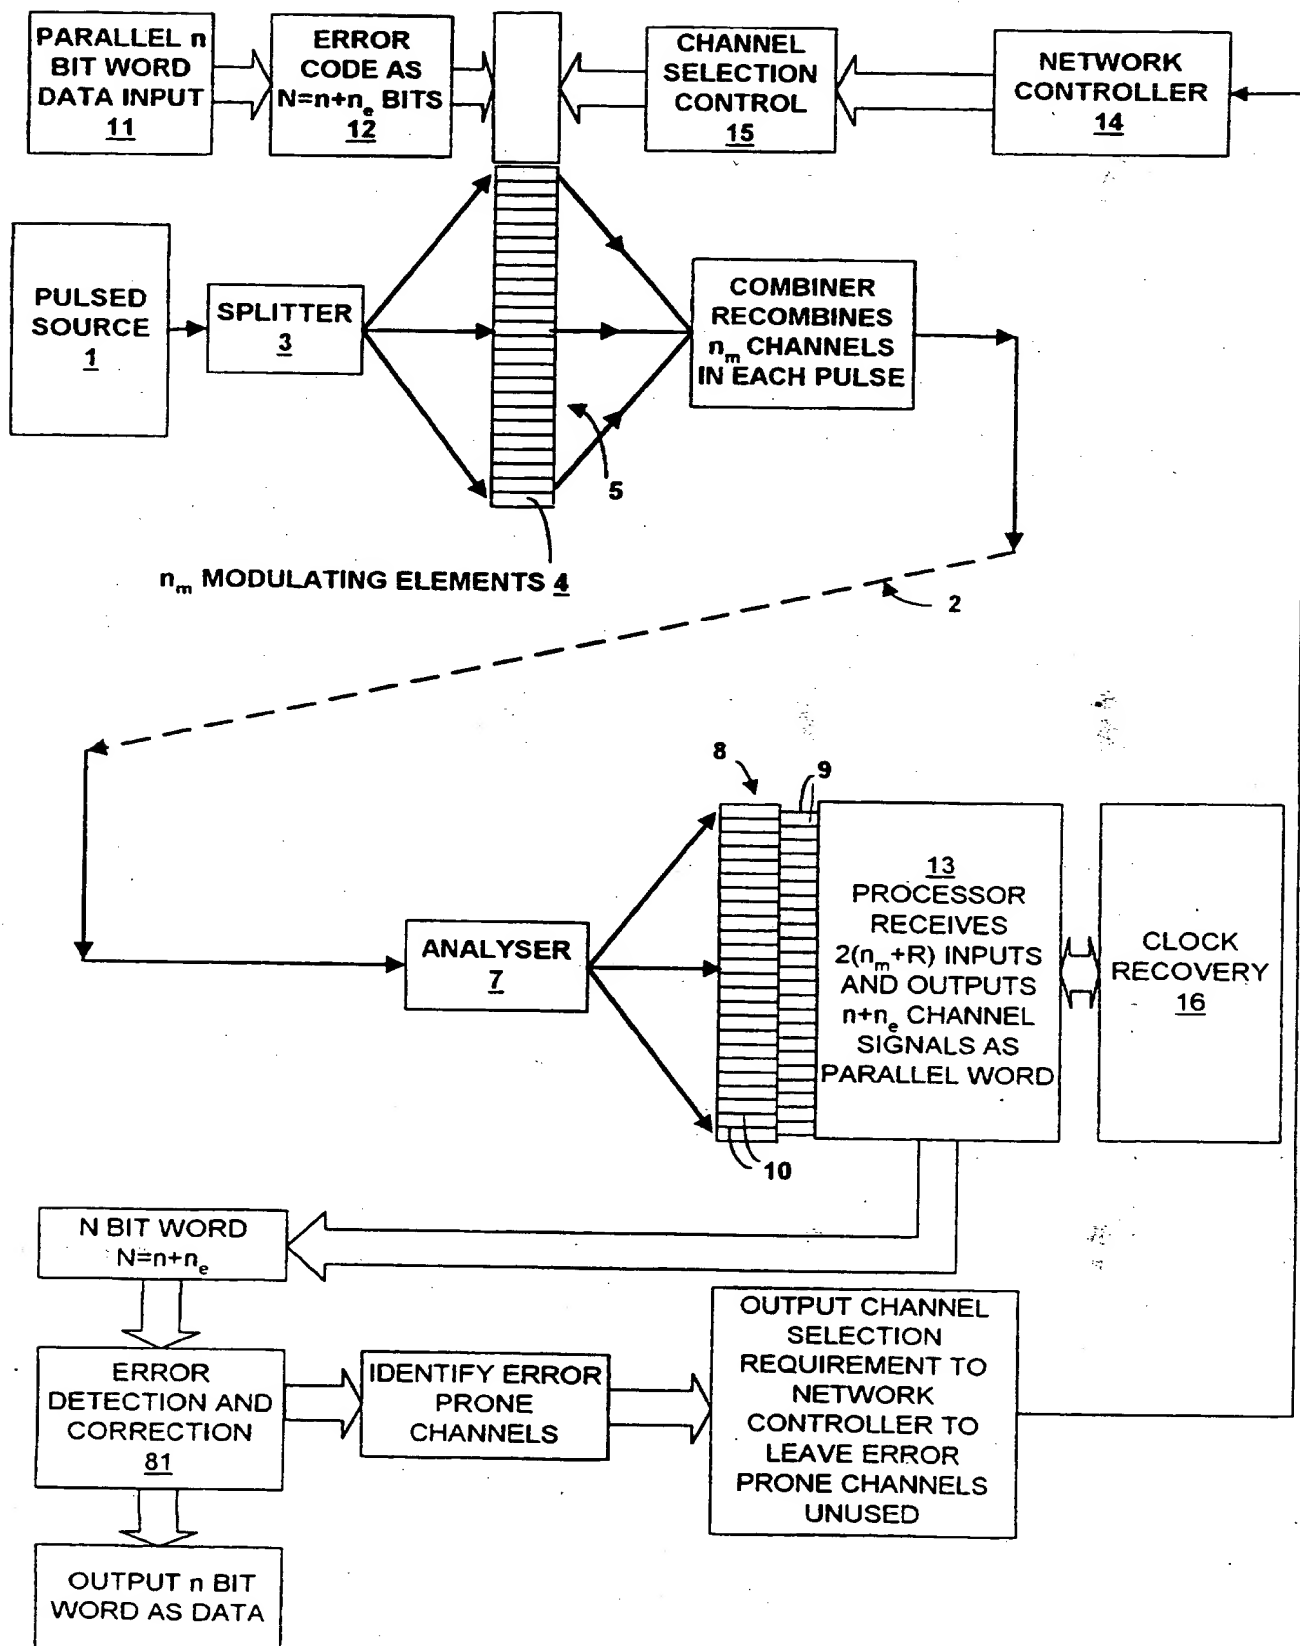 PARALLEL n
BIT WORD
DATA INPUT
11
ERROR
CODE AS
N=n+nₑ BITS
12
CHANNEL
SELECTION
CONTROL
15
NETWORK
CONTROLLER
14
PULSED
SOURCE
1
SPLITTER
3
COMBINER
RECOMBINES
nₘ CHANNELS
IN EACH PULSE
5
nₘ MODULATING ELEMENTS 4
2
8
9
ANALYSER
7
13
PROCESSOR
RECEIVES
2(nₘ+R) INPUTS
AND OUTPUTS
n+nₑ CHANNEL
SIGNALS AS
PARALLEL WORD
CLOCK
RECOVERY
16
10
N BIT WORD
N=n+nₑ
ERROR
DETECTION AND
CORRECTION
81
IDENTIFY ERROR
PRONE
CHANNELS
OUTPUT CHANNEL
SELECTION
REQUIREMENT TO
NETWORK
CONTROLLER TO
LEAVE ERROR
PRONE CHANNELS
UNUSED
OUTPUT n BIT
WORD AS DATA